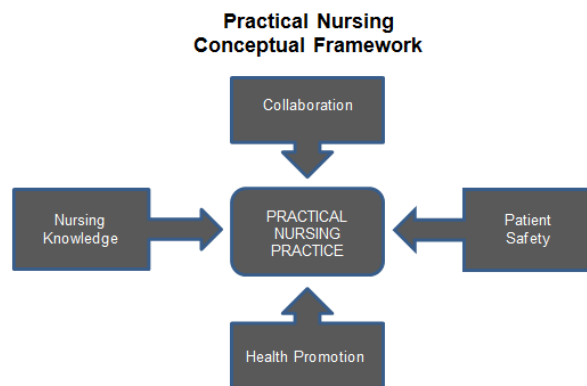 Practical Nursing
Conceptual Framework
Collaboration
Nursing
Knowledge
PRACTICAL
NURSING
PRACTICE
Patient
Safety
Health Promotion